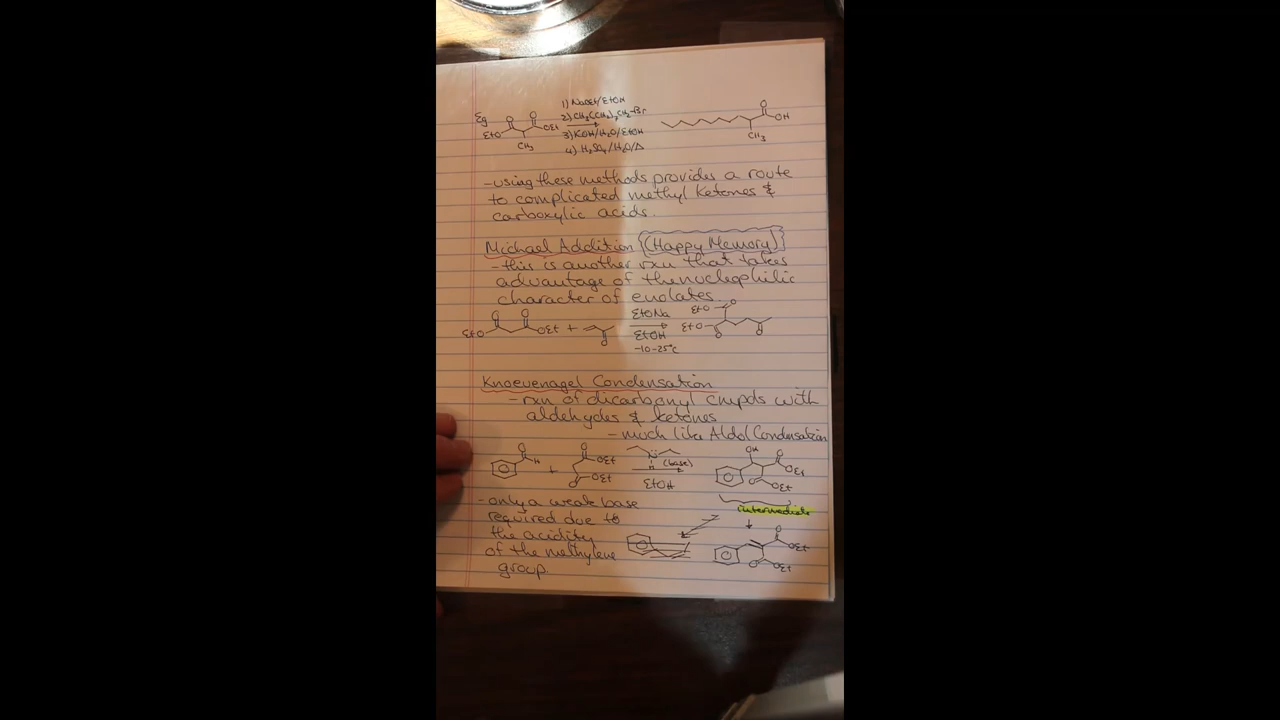 Eg
1) NaOEt/EtOH
2) CH3(CH2)7CH2-Br
3) KOH/H2O/EtOH
4) H2SO4/H2O/Δ
O O
EtO OEt
CH3
O
OH
CH3
-using these methods provides a route
to complicated methyl ketones &
carboxylic acids.
Michael Addition {(Happy Memory)}
-this is another rxn that takes
advantage of the nucleophilic
character of enolates.
O O
EtO OEt + O
EtONa
EtOH
-10-25°C
EtO O
EtO O O
Knoevenagel Condensation
- rxn of dicarbonyl cmpds with
aldehydes & ketones
- much like Aldol Condensation
O
H
+
O
OEt
O OEt
N
H (base)
EtOH
OH O
OEt
O OEt
intermediate
-only a weak base
required due to
the acidity
of the methylene
group.
O
OEt
O OEt